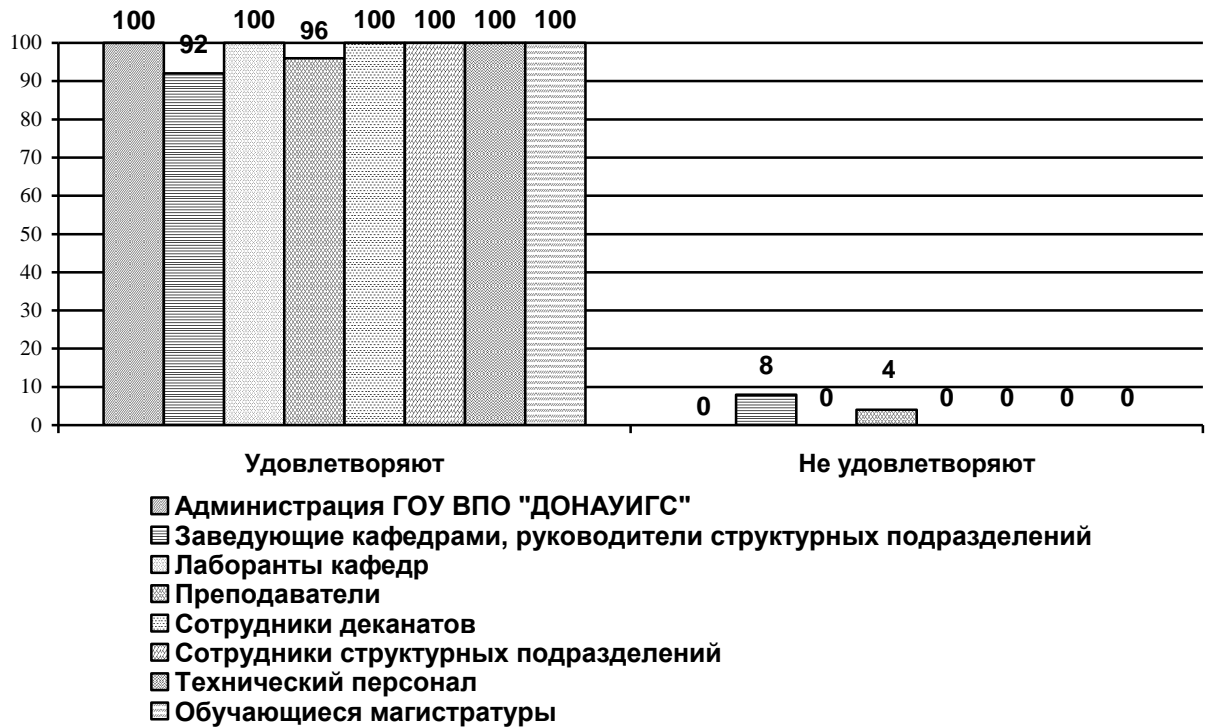 100 92 100 96 100 100 100 100
100
90
80
70
60
50
40
30
20
10
0
0 8 0 4 0 0 0 0
Удовлетворяют Не удовлетворяют
Администрация ГОУ ВПО "ДОНАУИГС"
Заведующие кафедрами, руководители структурных подразделений
Лаборанты кафедр
Преподаватели
Сотрудники деканатов
Сотрудники структурных подразделений
Технический персонал
Обучающиеся магистратуры